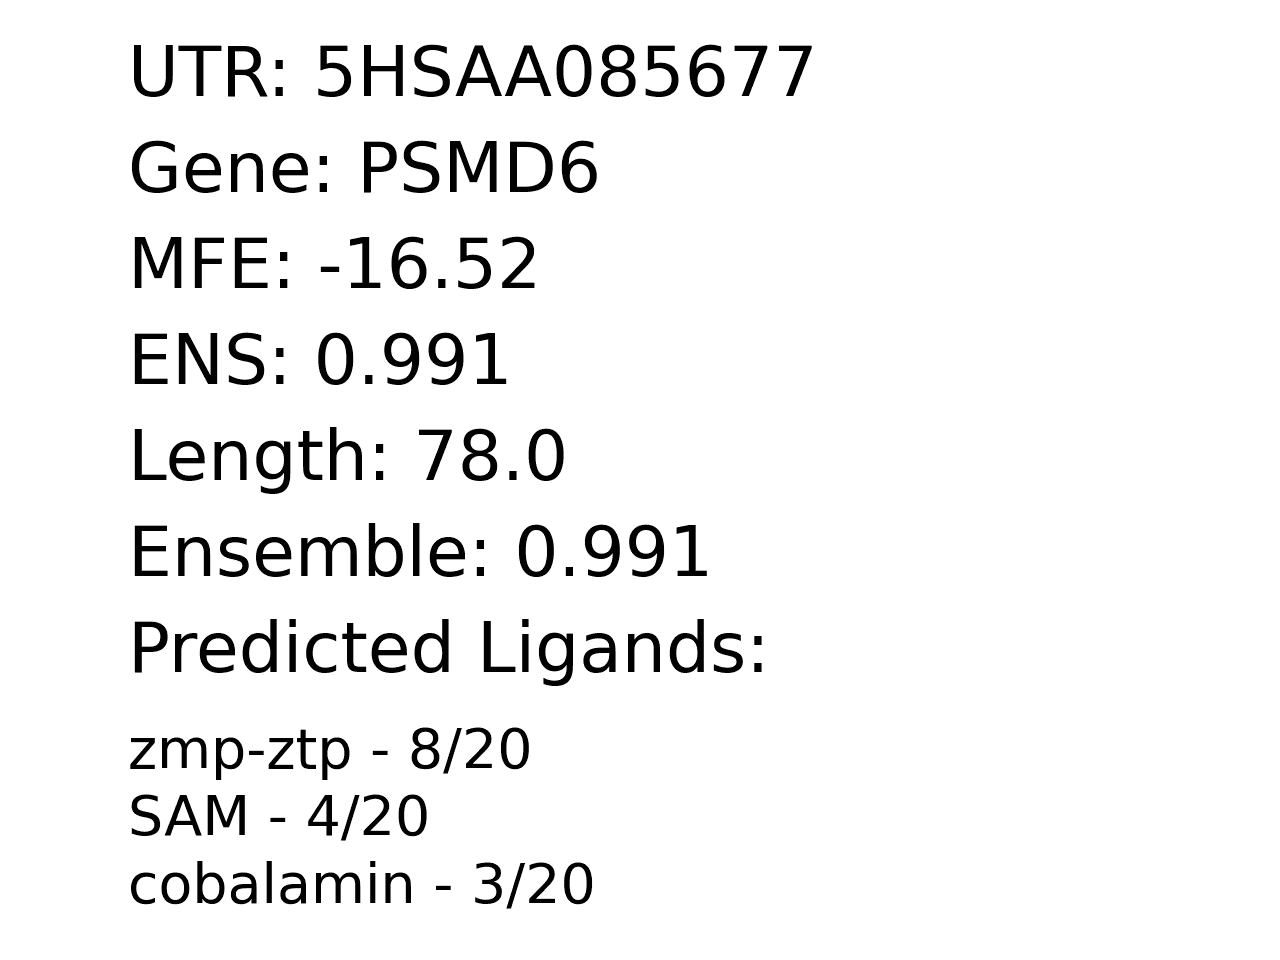 UTR: 5HSAA085677
Gene: PSMD6
MFE: -16.52
ENS: 0.991
Length: 78.0
Ensemble: 0.991
Predicted Ligands:
zmp-ztp - 8/20
SAM - 4/20
cobalamin - 3/20